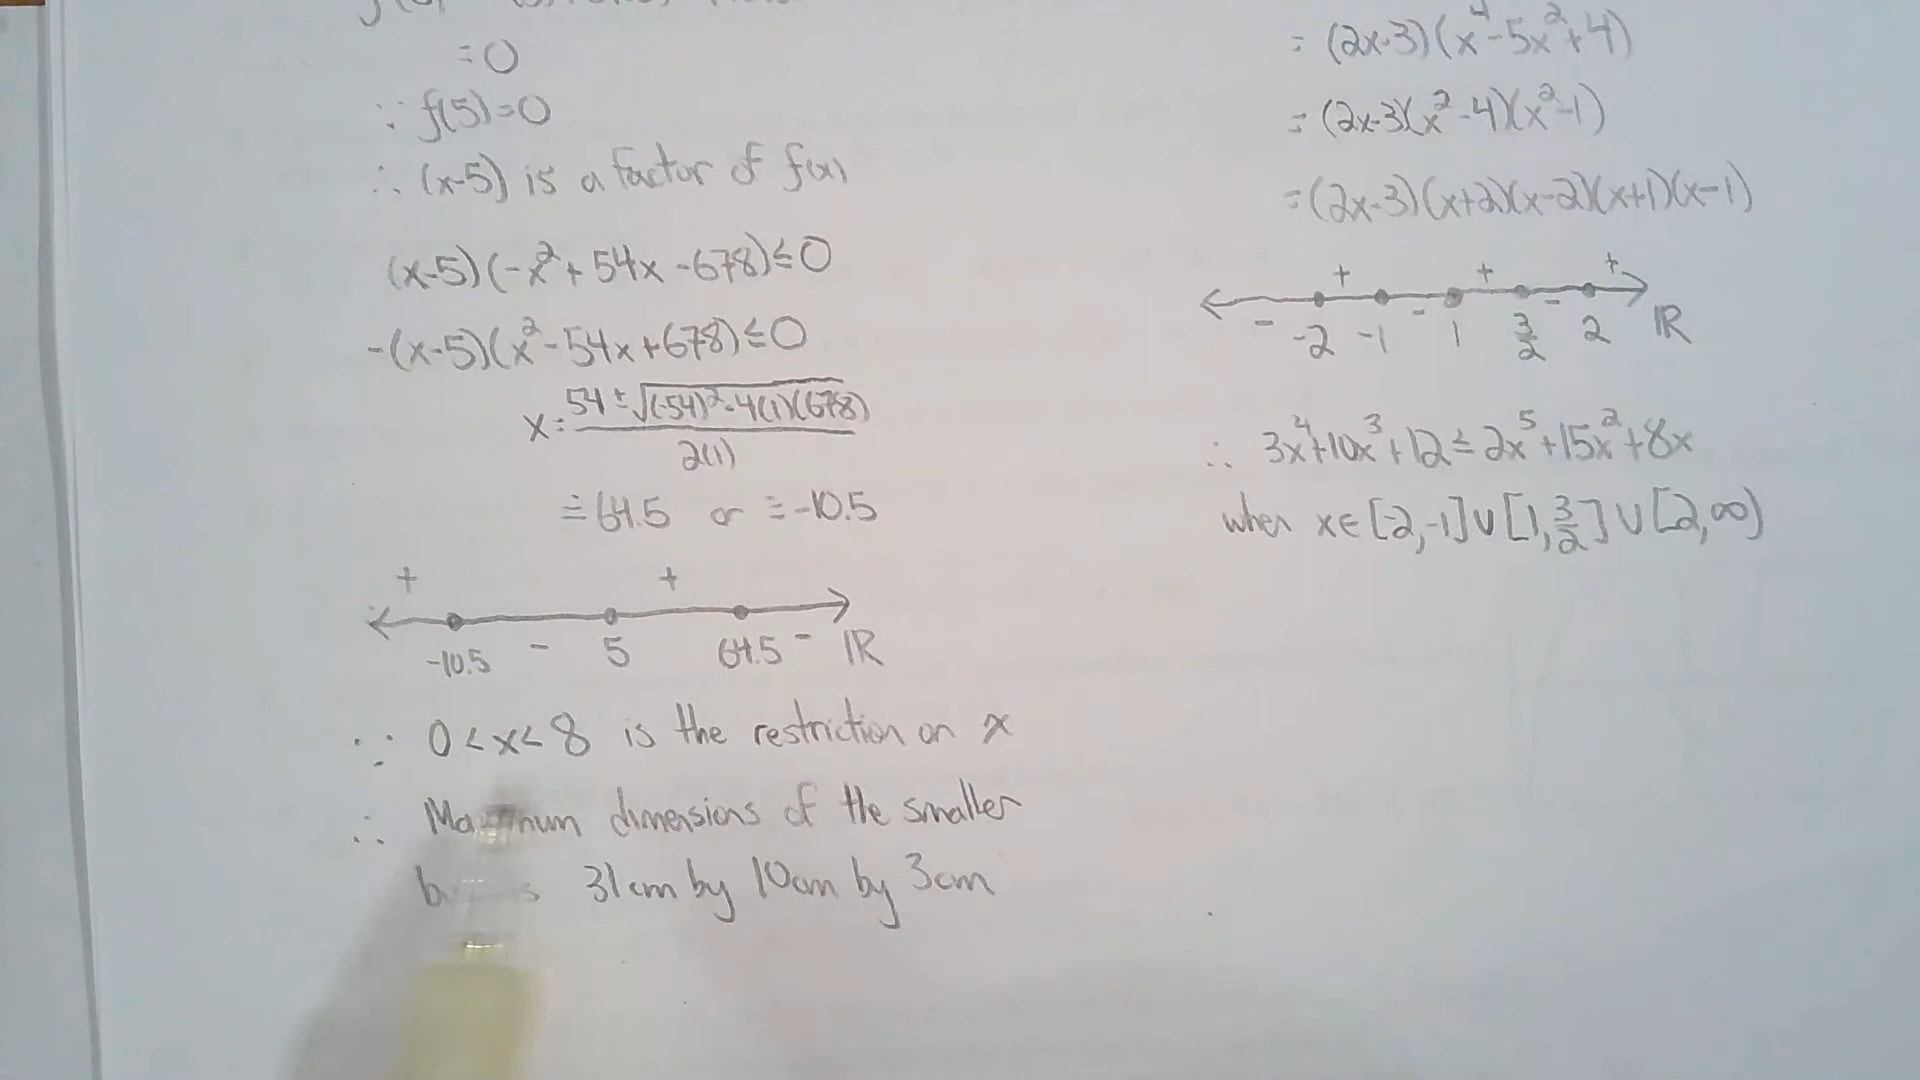 = 0
∵ f(5)=0
∴ (x-5) is a factor of f(x)
(x-5)(-x²+54x-678)≤0
-(x-5)(x²-54x+678)≤0
x = (54 ± √((-54)²-4(1)(678))) / 2(1)
≐ 64.5 or ≐ -10.5
+ +
-10.5 - 5 64.5 - ℝ
∵ 0<x<8 is the restriction on x
∴ dimensions of the smaller
31cm by 10cm by 3cm
= (2x-3)(x⁴-5x²+4)
= (2x-3)(x²-4)(x²-1)
= (2x-3)(x+2)(x-2)(x+1)(x-1)
+ + +
- -2 -1 - 1 3/2 - 2 ℝ
∴ 3x⁴+10x³+12≤2x⁵+15x²+8x
when x∈[-2,-1]∪[1,3/2]∪[2,∞)